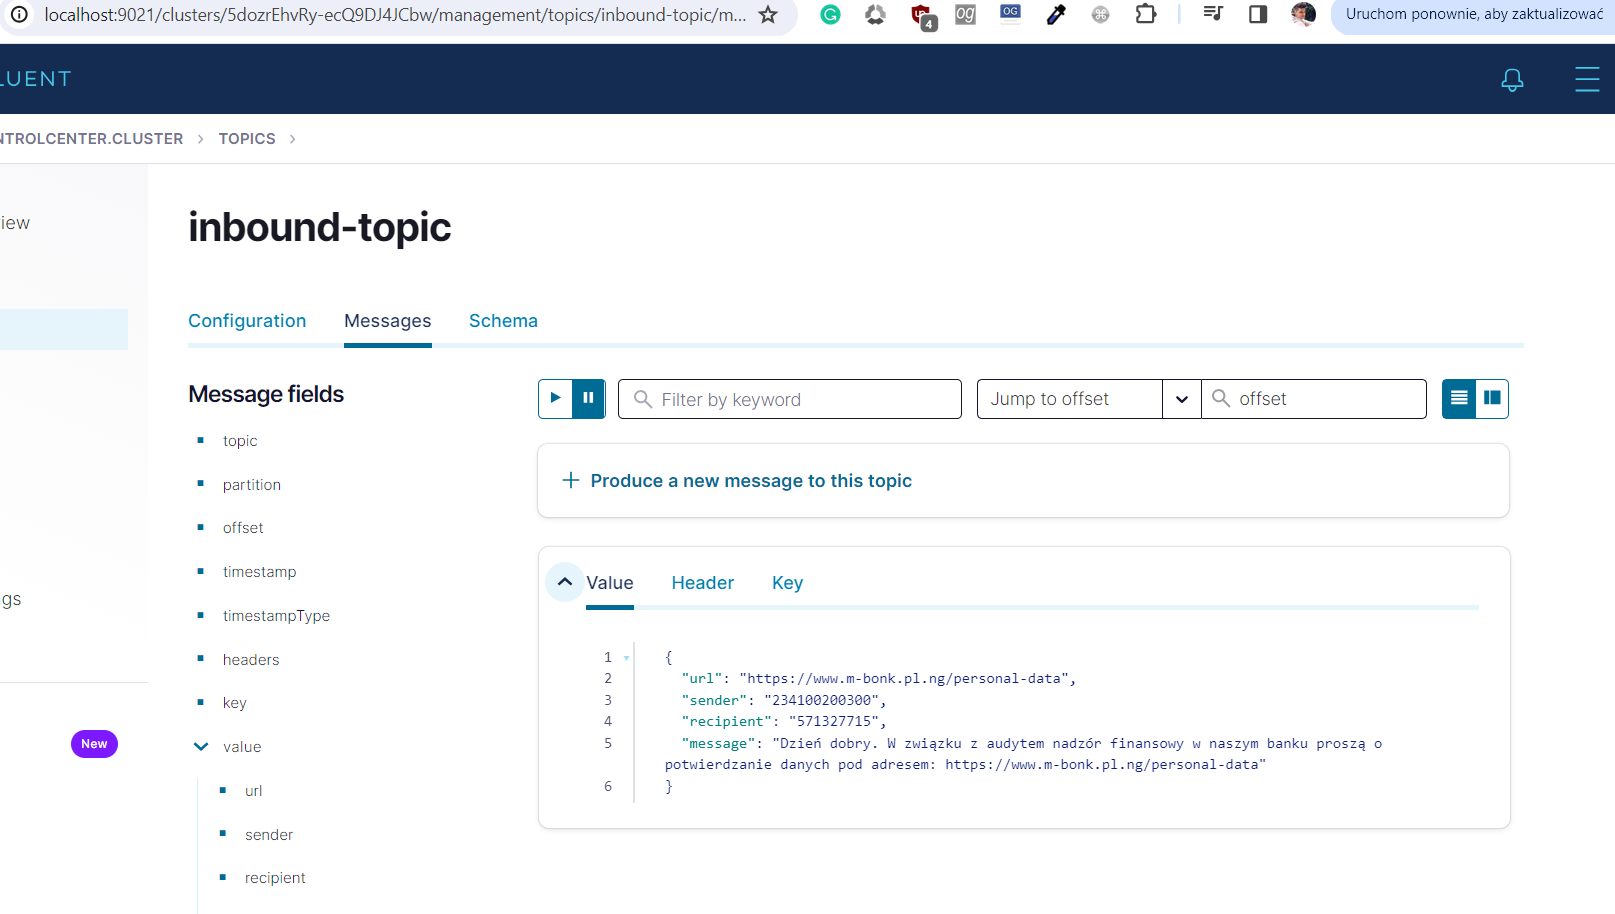 localhost:9021/clusters/5dozrEhvRy-ecQ9DJ4JCbw/management/topics/inbound-topic/m...
4
og
OG
Uruchom ponownie, aby zaktualizować
LUENT
NTROLCENTER.CLUSTER > TOPICS >
iew
gs
New
inbound-topic
Configuration Messages Schema
Message fields
topic
partition
offset
timestamp
timestampType
headers
key
value
url
sender
recipient
Filter by keyword
Jump to offset
offset
+ Produce a new message to this topic
Value Header Key
1 {
2 "url": "https://www.m-bonk.pl.ng/personal-data",
3 "sender": "234100200300",
4 "recipient": "571327715",
5 "message": "Dzień dobry. W związku z audytem nadzór finansowy w naszym banku proszą o
potwierdzanie danych pod adresem: https://www.m-bonk.pl.ng/personal-data"
6 }